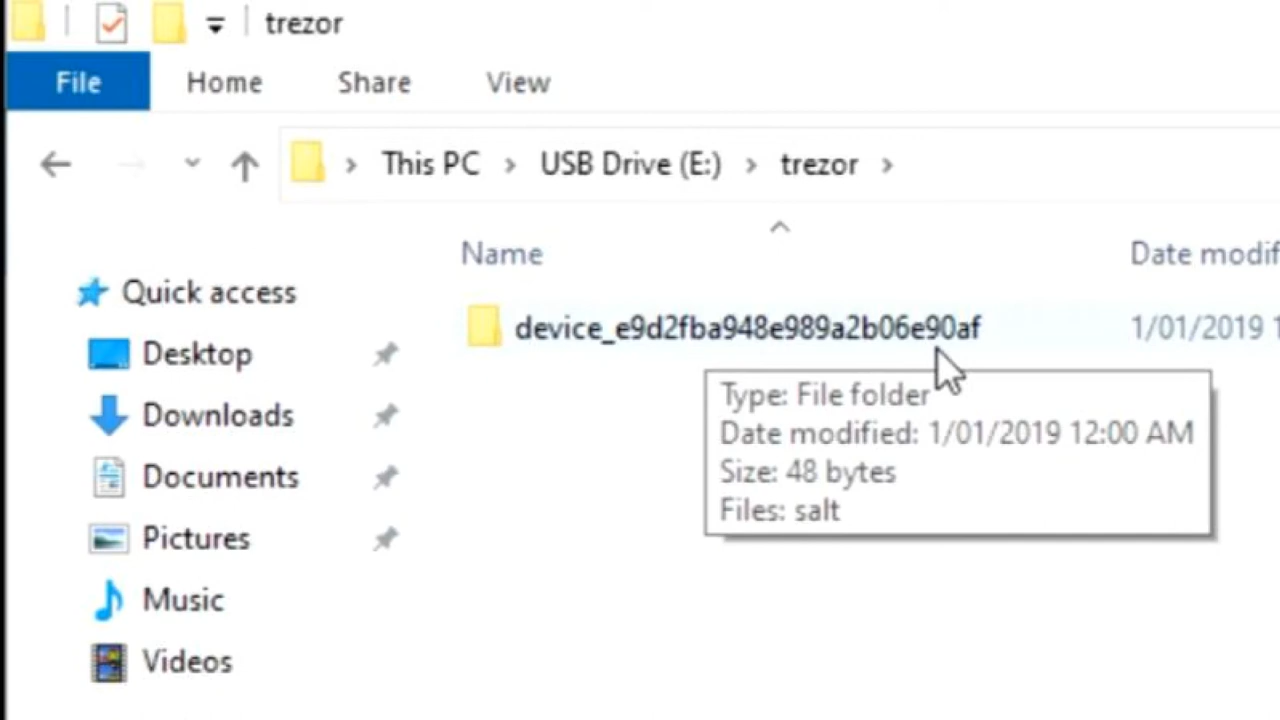 trezor
File Home Share View
This PC USB Drive (E:) trezor
Name Date modif
Quick access
device_e9d2fba948e989a2b06e90af 1/01/2019 1
Desktop
Type: File folder
Downloads
Date modified: 1/01/2019 12:00 AM
Documents
Size: 48 bytes
Files: salt
Pictures
Music
Videos